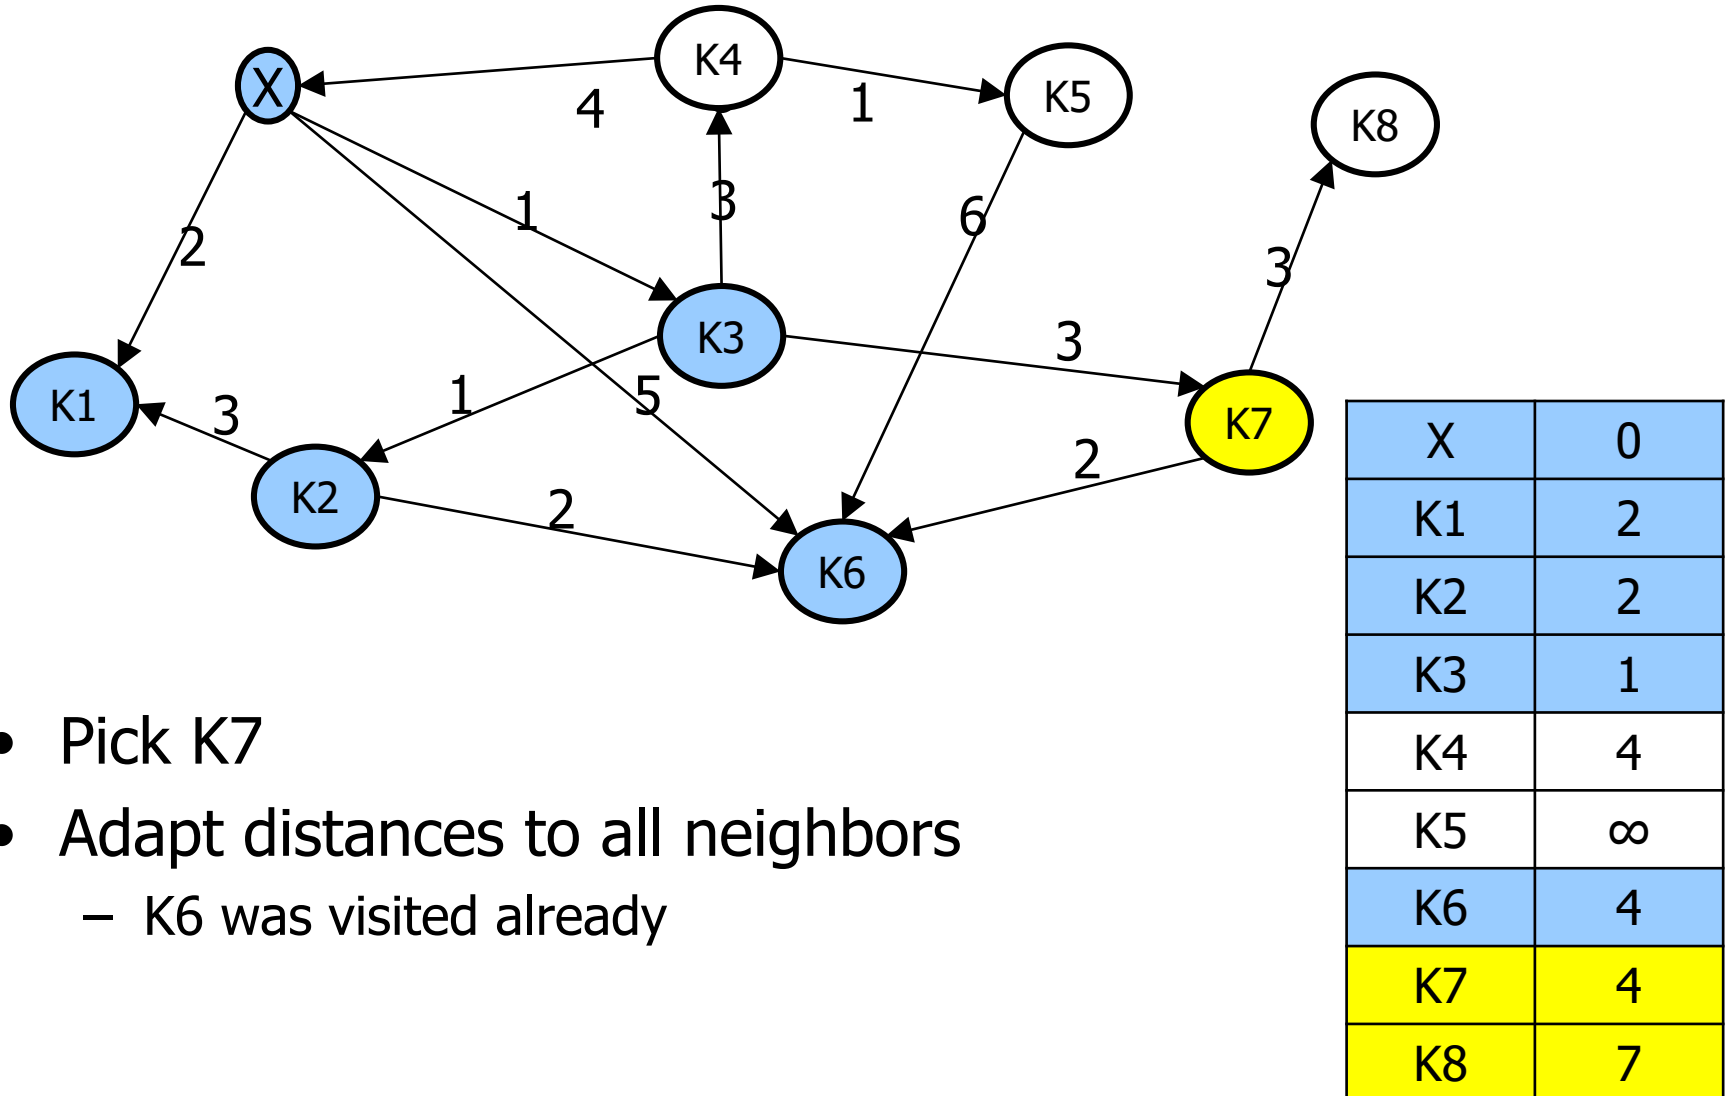 K4
X
K5
K8
4
1
1
3
6
2
3
K3
3
K1
3
1
5
K7
2
K2
2
K6
X 0
K1 2
K2 2
K3 1
K4 4
K5 ∞
K6 4
K7 4
K8 7
• Pick K7
• Adapt distances to all neighbors
– K6 was visited already